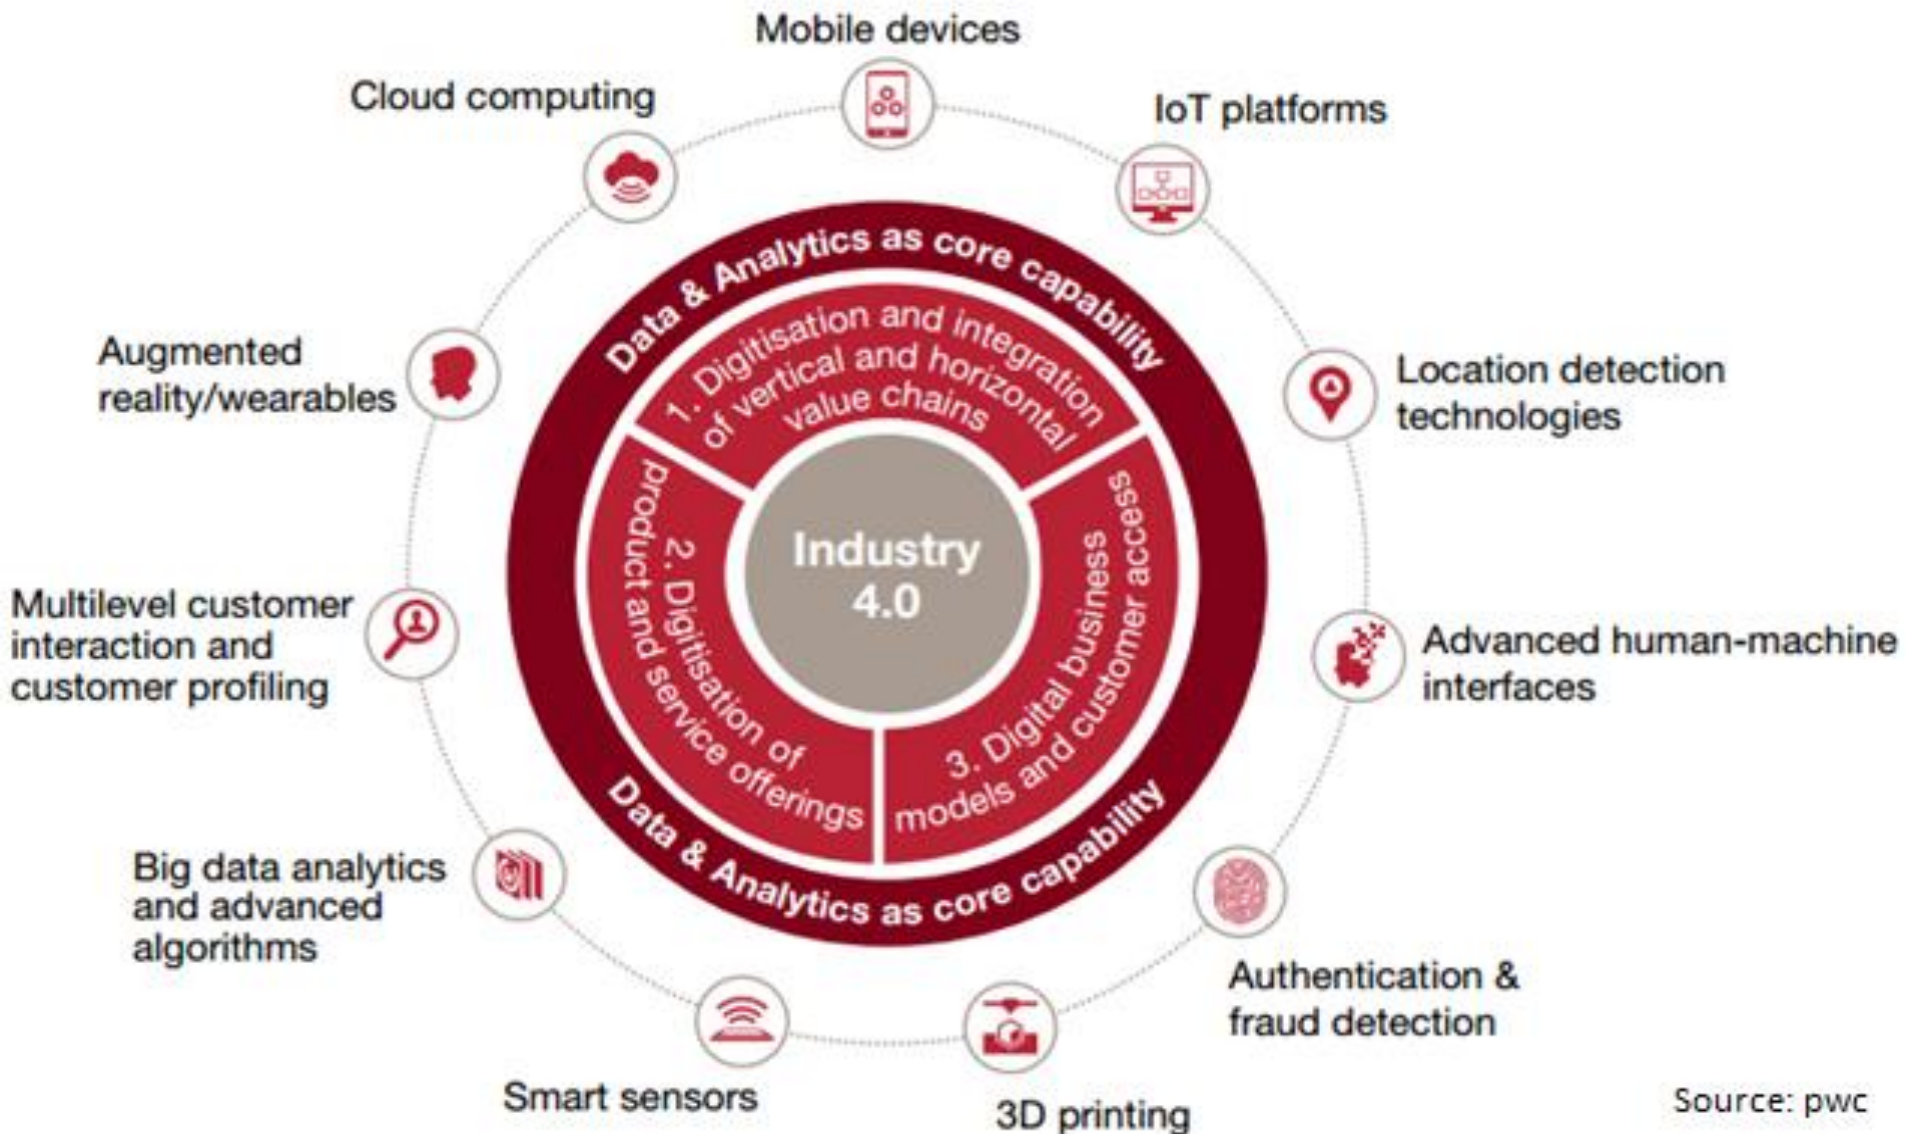 Mobile devices
Cloud computing
IoT platforms
Data & Analytics as core capability
1. Digitisation and integration
of vertical and horizontal
value chains
Augmented
reality/wearables
Location detection
technologies
Industry
4.0
2. Digitisation of
product and service offerings
3. Digital business
models and customer access
Multilevel customer
interaction and
customer profiling
Advanced human-machine
interfaces
Data & Analytics as core capability
Big data analytics
and advanced
algorithms
Authentication &
fraud detection
Smart sensors
3D printing
Source: pwc